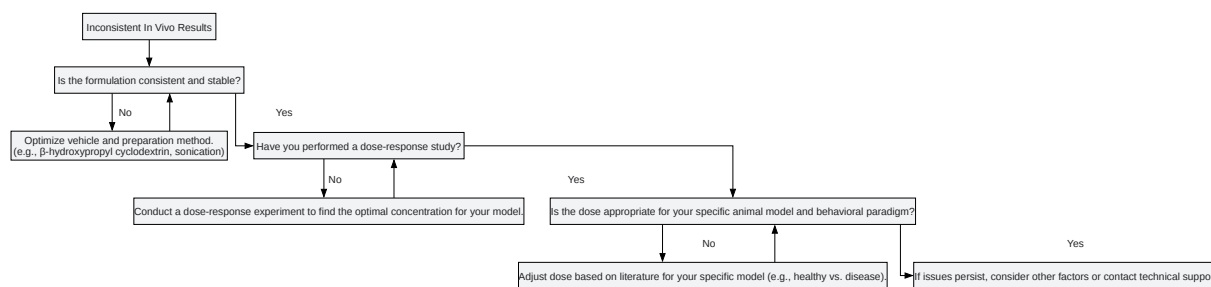 Inconsistent In Vivo Results
Is the formulation consistent and stable?
No
Yes
Optimize vehicle and preparation method.
(e.g., β-hydroxypropyl cyclodextrin, sonication)
Have you performed a dose-response study?
No
Yes
Conduct a dose-response experiment to find the optimal concentration for your model.
Is the dose appropriate for your specific animal model and behavioral paradigm?
No
Yes
Adjust dose based on literature for your specific model (e.g., healthy vs. disease).
If issues persist, consider other factors or contact technical suppo